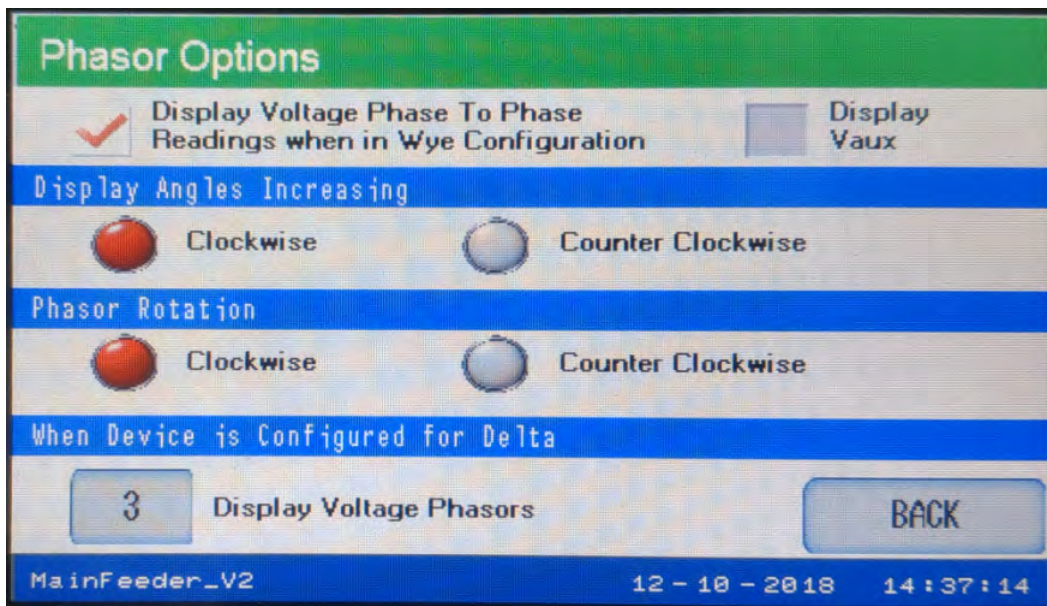 Phasor Options
Display Voltage Phase To Phase
Readings when in Wye Configuration
Display
Vaux
Display Angles Increasing
Clockwise
Counter Clockwise
Phasor Rotation
Clockwise
Counter Clockwise
When Device is Configured for Delta
3
Display Voltage Phasors
BACK
MainFeeder_V2
12-10-2018
14:37:14